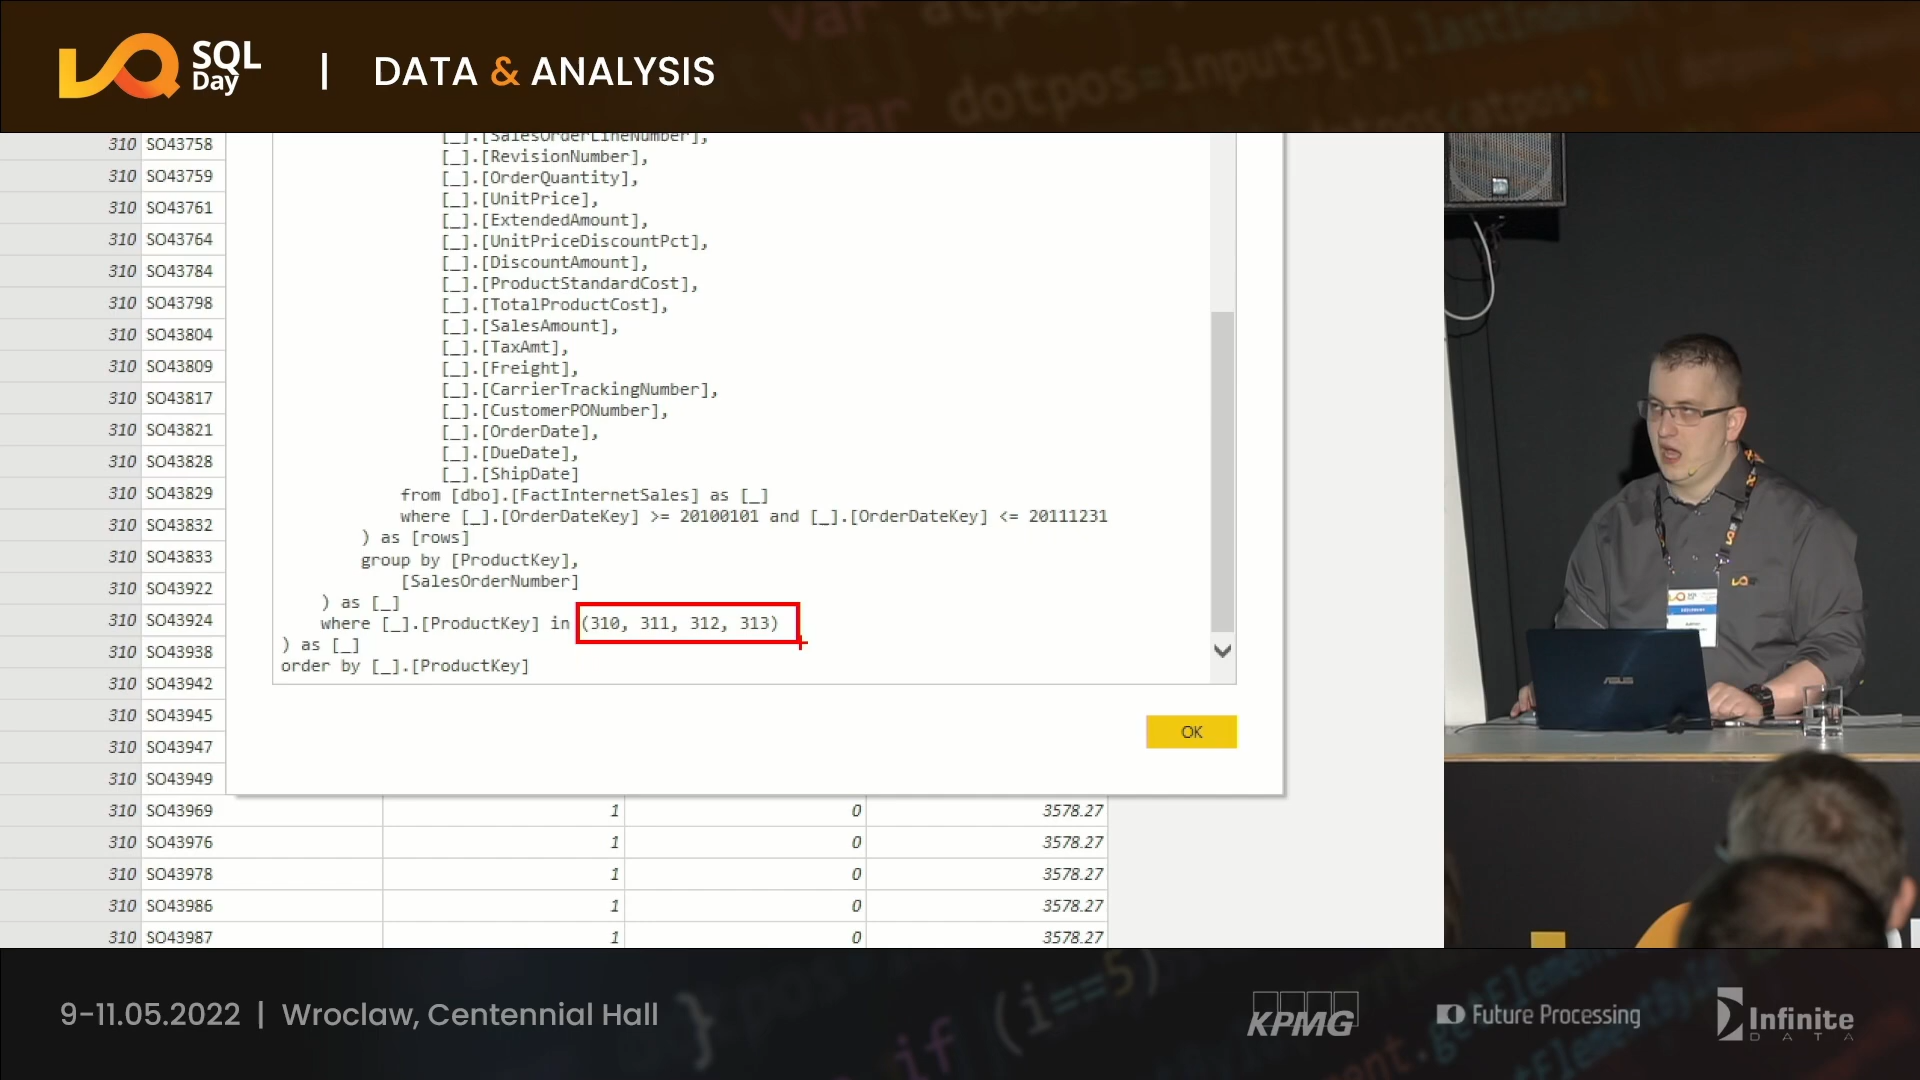 SQL
Day
| DATA & ANALYSIS
310 SO43758
310 SO43759
310 SO43761
310 SO43764
310 SO43784
310 SO43798
310 SO43804
310 SO43809
310 SO43817
310 SO43821
310 SO43828
310 SO43829
310 SO43832
310 SO43833
310 SO43922
310 SO43924
310 SO43938
310 SO43942
310 SO43945
310 SO43947
310 SO43949
310 SO43969 1 0 3578.27
310 SO43976 1 0 3578.27
310 SO43978 1 0 3578.27
310 SO43986 1 0 3578.27
310 SO43987 1 0 3578.27
[_].[SalesOrderLineNumber],
[_].[RevisionNumber],
[_].[OrderQuantity],
[_].[UnitPrice],
[_].[ExtendedAmount],
[_].[UnitPriceDiscountPct],
[_].[DiscountAmount],
[_].[ProductStandardCost],
[_].[TotalProductCost],
[_].[SalesAmount],
[_].[TaxAmt],
[_].[Freight],
[_].[CarrierTrackingNumber],
[_].[CustomerPONumber],
[_].[OrderDate],
[_].[DueDate],
[_].[ShipDate]
from [dbo].[FactInternetSales] as [_]
where [_].[OrderDateKey] >= 20100101 and [_].[OrderDateKey] <= 20111231
) as [rows]
group by [ProductKey],
[SalesOrderNumber]
) as [_]
where [_].[ProductKey] in (310, 311, 312, 313)
) as [_]
order by [_].[ProductKey]
OK
ASUS
9-11.05.2022 | Wroclaw, Centennial Hall
KPMG
Future Processing
Infinite
DATA